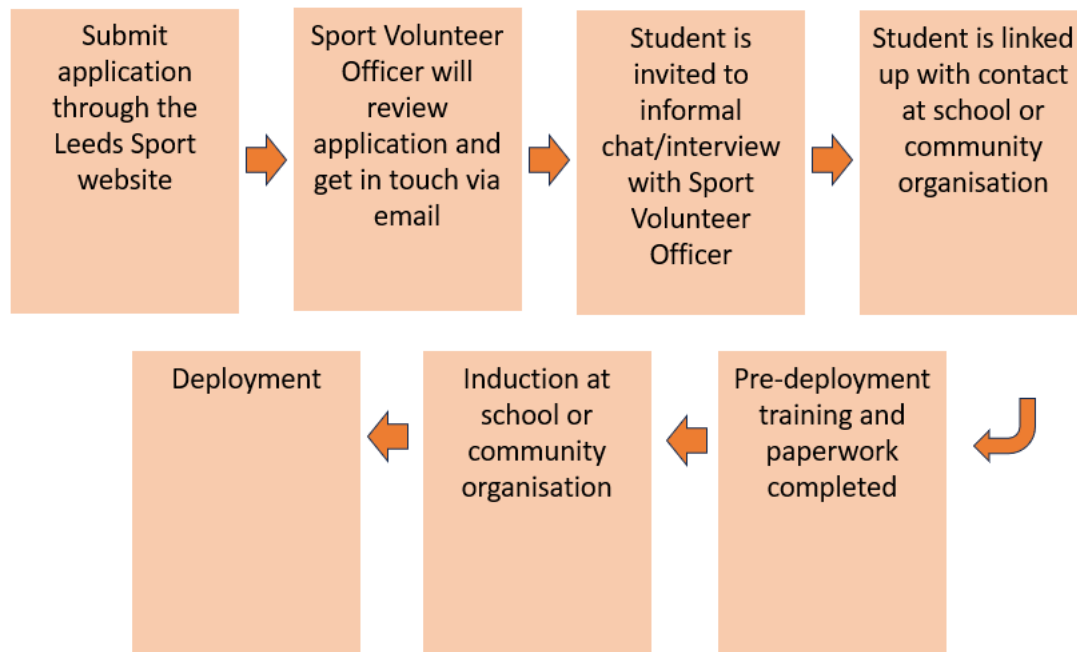 Submit
application
through the
Leeds Sport
website
Sport Volunteer
Officer will
review
application and
get in touch via
email
Student is
invited to
informal
chat/interview
with Sport
Volunteer
Officer
Student is linked
up with contact
at school or
community
organisation
Pre-deployment
training and
paperwork
completed
Induction at
school or
community
organisation
Deployment